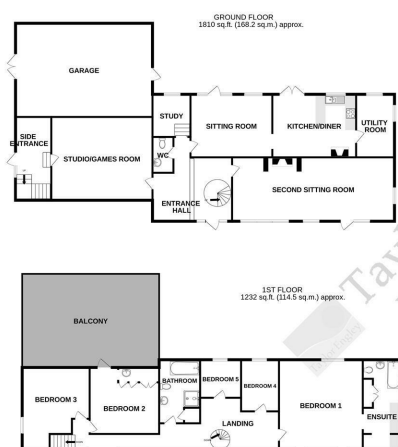 GROUND FLOOR
1810 sq.ft. (168.2 sq.m.) approx.
GARAGE
STUDY
SITTING ROOM
KITCHEN/DINER
UTILITY
ROOM
SIDE
ENTRANCE
STUDIO/GAMES ROOM
WC
SECOND SITTING ROOM
ENTRANCE
HALL
1ST FLOOR
1232 sq.ft. (114.5 sq.m.) approx.
BALCONY
BEDROOM 3
BEDROOM 2
BATHROOM
BEDROOM 5
BEDROOM 4
BEDROOM 1
ENSUITE
LANDING